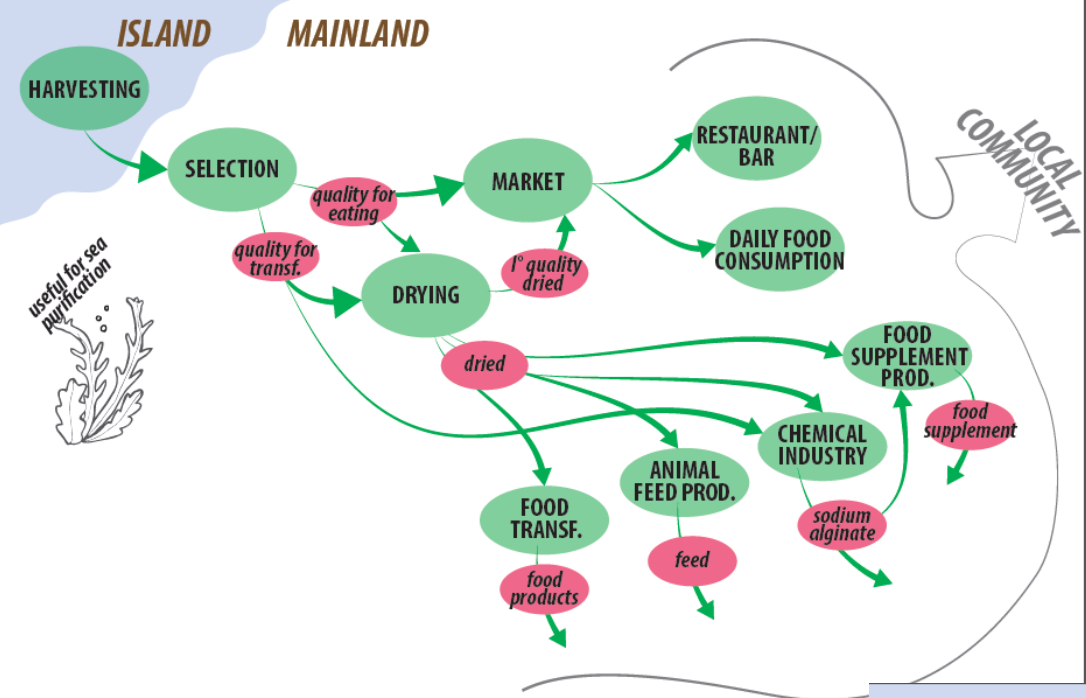 ISLAND
MAINLAND
HARVESTING
SELECTION
quality for
eating
MARKET
RESTAURANT/
BAR
LOCAL
COMMUNITY
quality for
transf.
DRYING
1° quality
dried
DAILY FOOD
CONSUMPTION
useful for sea
purification
dried
FOOD
SUPPLEMENT
PROD.
food
supplement
CHEMICAL
INDUSTRY
ANIMAL
FEED PROD.
FOOD
TRANSF.
sodium
alginate
feed
food
products